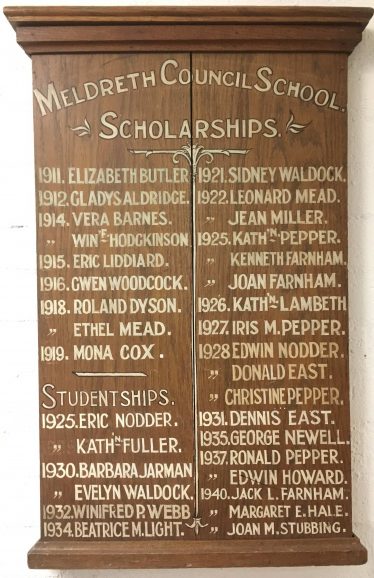 MELDRETH COUNCIL SCHOOL.
SCHOLARSHIPS.
1911. ELIZABETH BUTLER
1912. GLADYS ALDRIDGE.
1914. VERA BARNES.
" WINᴱ HODGKINSON
1915. ERIC LIDDIARD.
1916. GWEN WOODCOCK.
1918. ROLAND DYSON.
" ETHEL MEAD.
1919. MONA COX.
STUDENTSHIPS.
1925. ERIC NODDER.
" KATHᴺ FULLER.
1930. BARBARA JARMAN
" EVELYN WALDOCK.
1932. WINIFRED P. WEBB
1934. BEATRICE M. LIGHT.
1921. SIDNEY WALDOCK.
1922. LEONARD MEAD.
" JEAN MILLER.
1925. KATHᴺ PEPPER.
" KENNETH FARNHAM.
" JOAN FARNHAM.
1926. KATHᴺ LAMBETH
1927. IRIS M. PEPPER.
1928 EDWIN NODDER.
" DONALD EAST.
" CHRISTINE PEPPER.
1931. DENNIS EAST.
1935. GEORGE NEWELL.
1937. RONALD PEPPER.
" EDWIN HOWARD.
1940. JACK L. FARNHAM.
" MARGARET E. HALE.
" JOAN M. STUBBING.